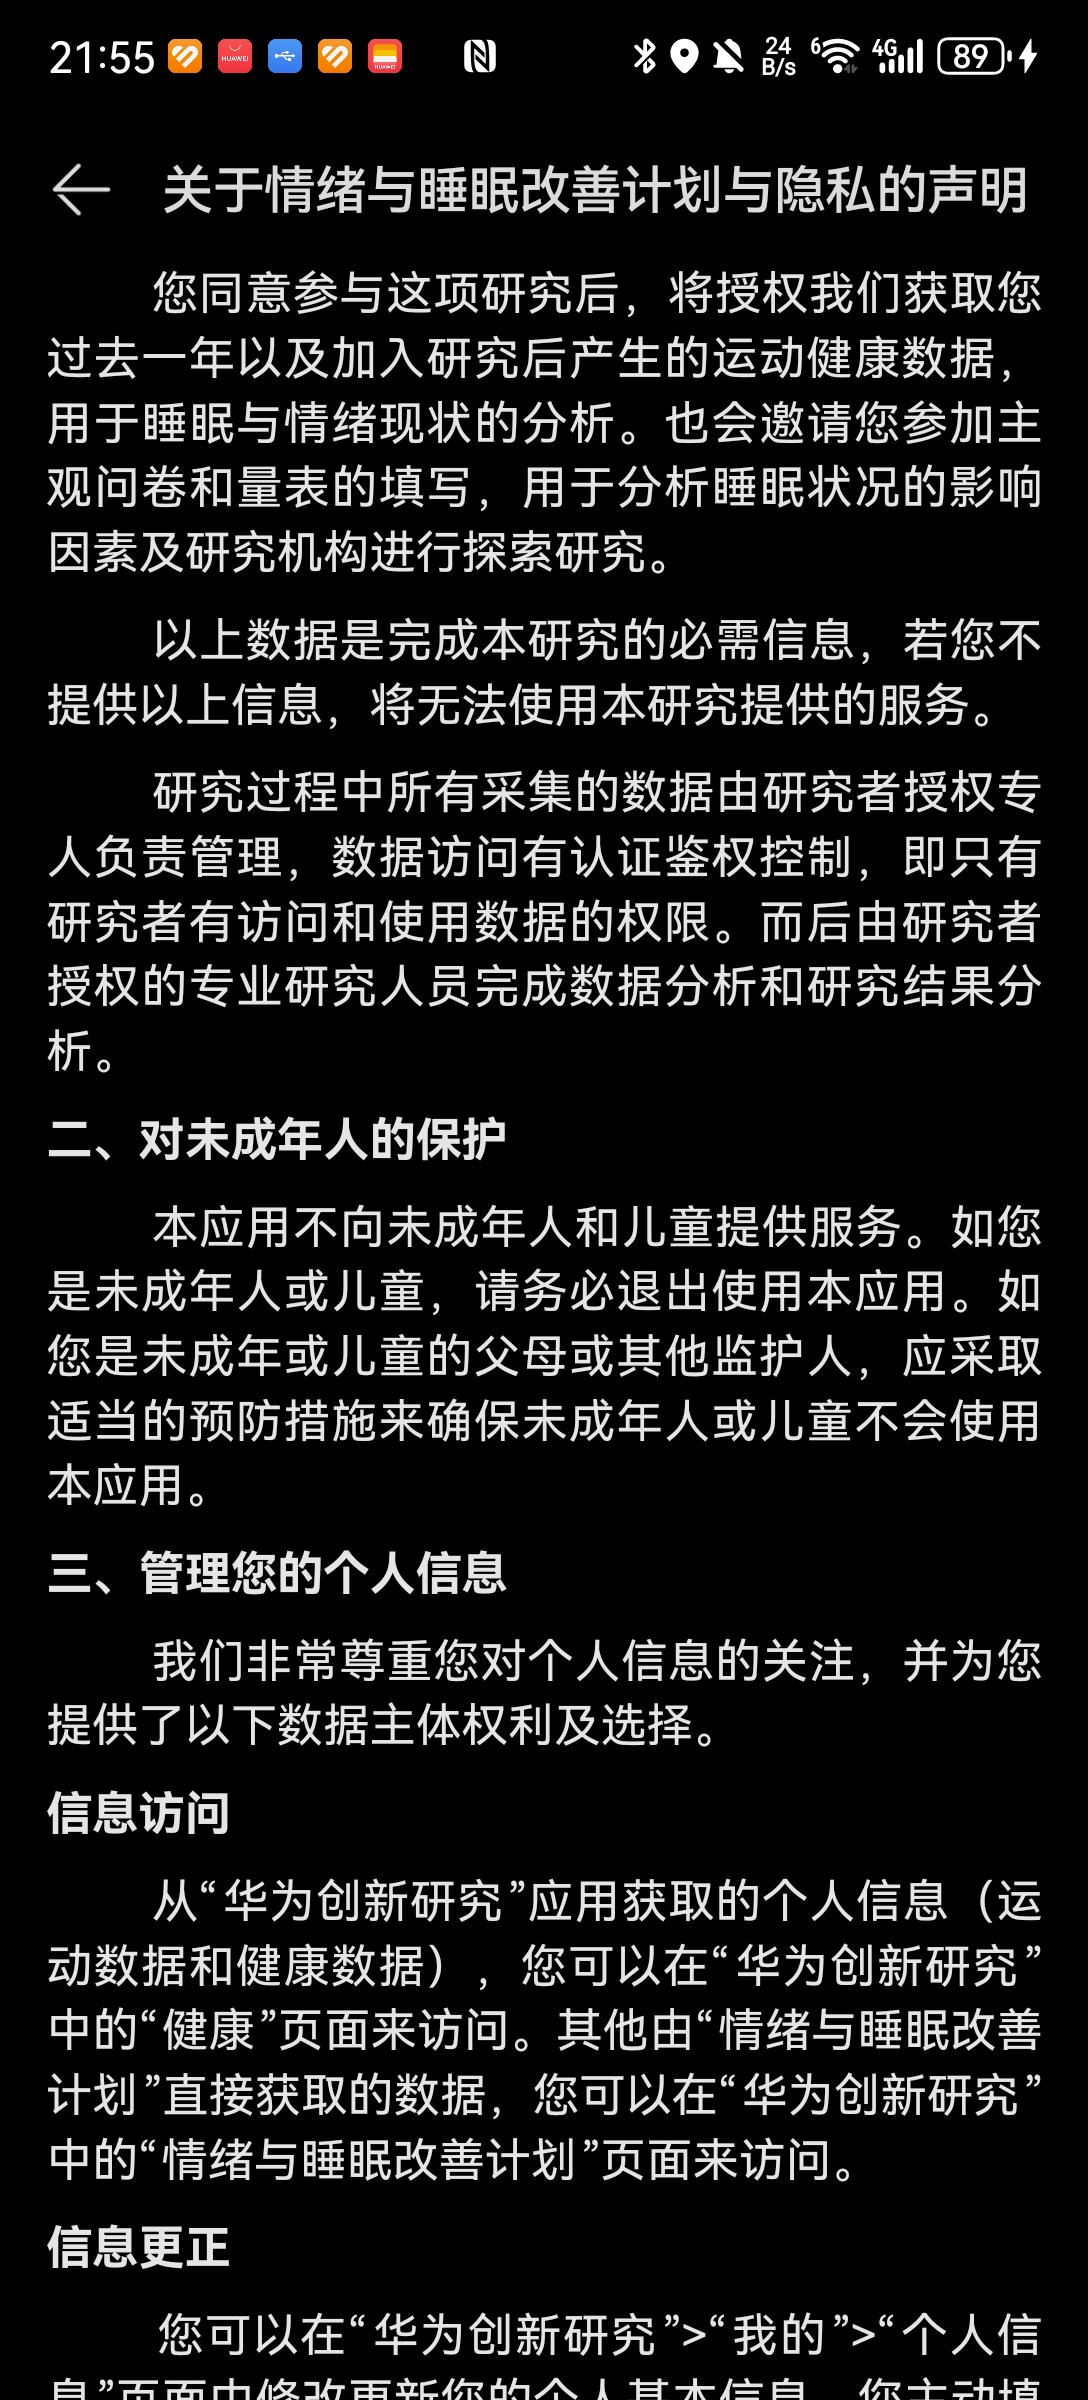 21:55
HUAWEI
HUAWEI
24
B/s
6
4G
89
关于情绪与睡眠改善计划与隐私的声明
您同意参与这项研究后，将授权我们获取您
过去一年以及加入研究后产生的运动健康数据，
用于睡眠与情绪现状的分析。也会邀请您参加主
观问卷和量表的填写，用于分析睡眠状况的影响
因素及研究机构进行探索研究。
以上数据是完成本研究的必需信息，若您不
提供以上信息，将无法使用本研究提供的服务。
研究过程中所有采集的数据由研究者授权专
人负责管理，数据访问有认证鉴权控制，即只有
研究者有访问和使用数据的权限。而后由研究者
授权的专业研究人员完成数据分析和研究结果分
析。
二、对未成年人的保护
本应用不向未成年人和儿童提供服务。如您
是未成年人或儿童，请务必退出使用本应用。如
您是未成年或儿童的父母或其他监护人，应采取
适当的预防措施来确保未成年人或儿童不会使用
本应用。
三、管理您的个人信息
我们非常尊重您对个人信息的关注，并为您
提供了以下数据主体权利及选择。
信息访问
从“华为创新研究”应用获取的个人信息（运
动数据和健康数据），您可以在“华为创新研究”
中的“健康”页面来访问。其他由“情绪与睡眠改善
计划”直接获取的数据，您可以在“华为创新研究”
中的“情绪与睡眠改善计划”页面来访问。
信息更正
您可以在“华为创新研究”>“我的”>“个人信
息”页面中修改更新您的个人基本信息，您主动填